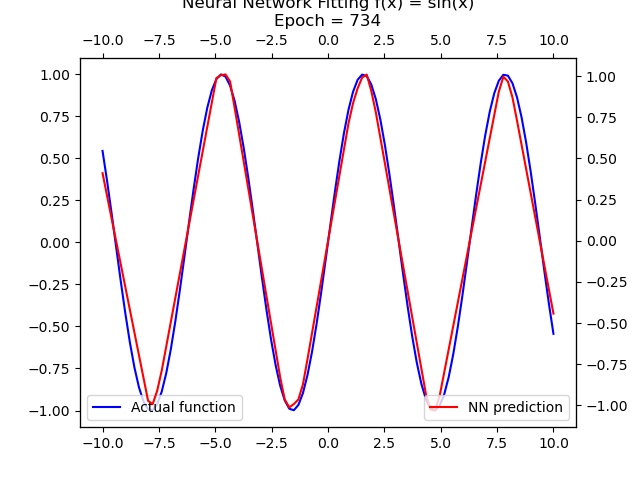 Neural Network Fitting f(x) = sin(x)
Epoch = 734
−10.0 −7.5 −5.0 −2.5 0.0 2.5 5.0 7.5 10.0
1.00 1.00
0.75 0.75
0.50 0.50
0.25 0.25
0.00 0.00
−0.25 −0.25
−0.50 −0.50
−0.75 −0.75
−1.00 −1.00
Actual function NN prediction
−10.0 −7.5 −5.0 −2.5 0.0 2.5 5.0 7.5 10.0